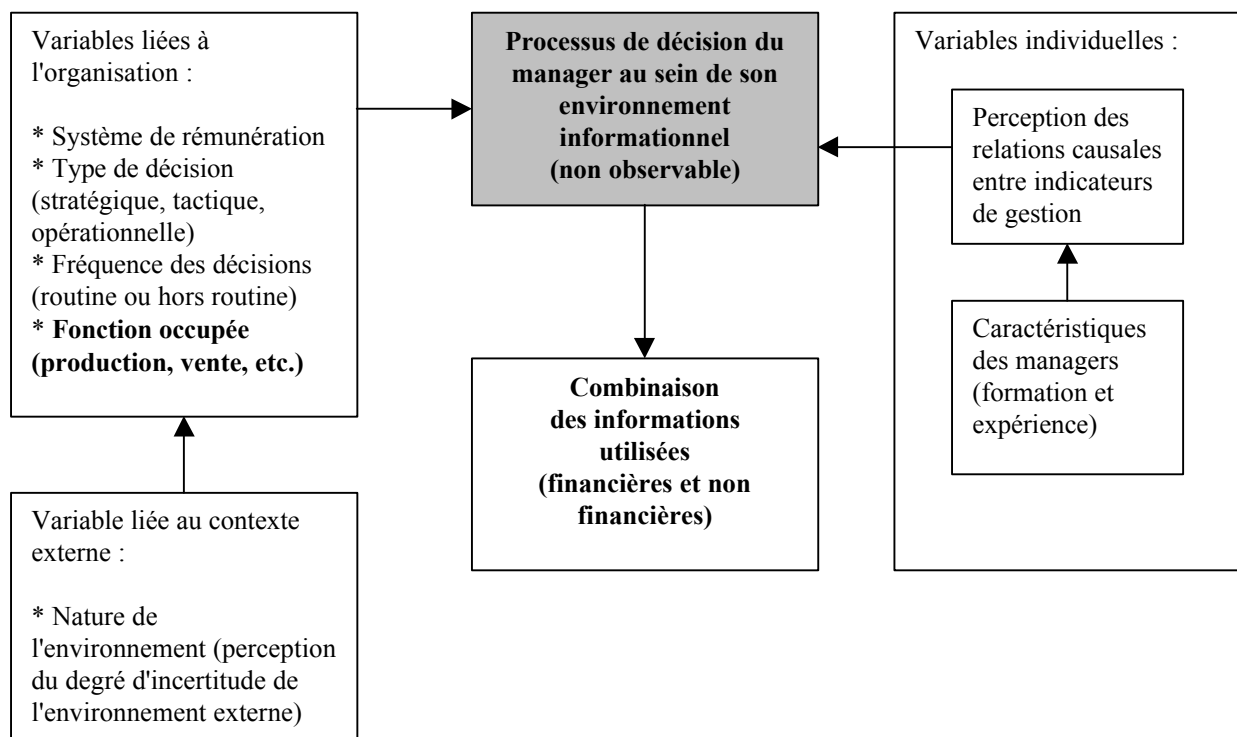 Variables liées à
l'organisation :
* Système de rémunération
* Type de décision
(stratégique, tactique,
opérationnelle)
* Fréquence des décisions
(routine ou hors routine)
* Fonction occupée
(production, vente, etc.)
Variable liée au contexte
externe :
* Nature de
l'environnement (perception
du degré d'incertitude de
l'environnement externe)
Processus de décision du
manager au sein de son
environnement
informationnel
(non observable)
Combinaison
des informations
utilisées
(financières et non
financières)
Variables individuelles :
Perception des
relations causales
entre indicateurs
de gestion
Caractéristiques
des managers
(formation et
expérience)